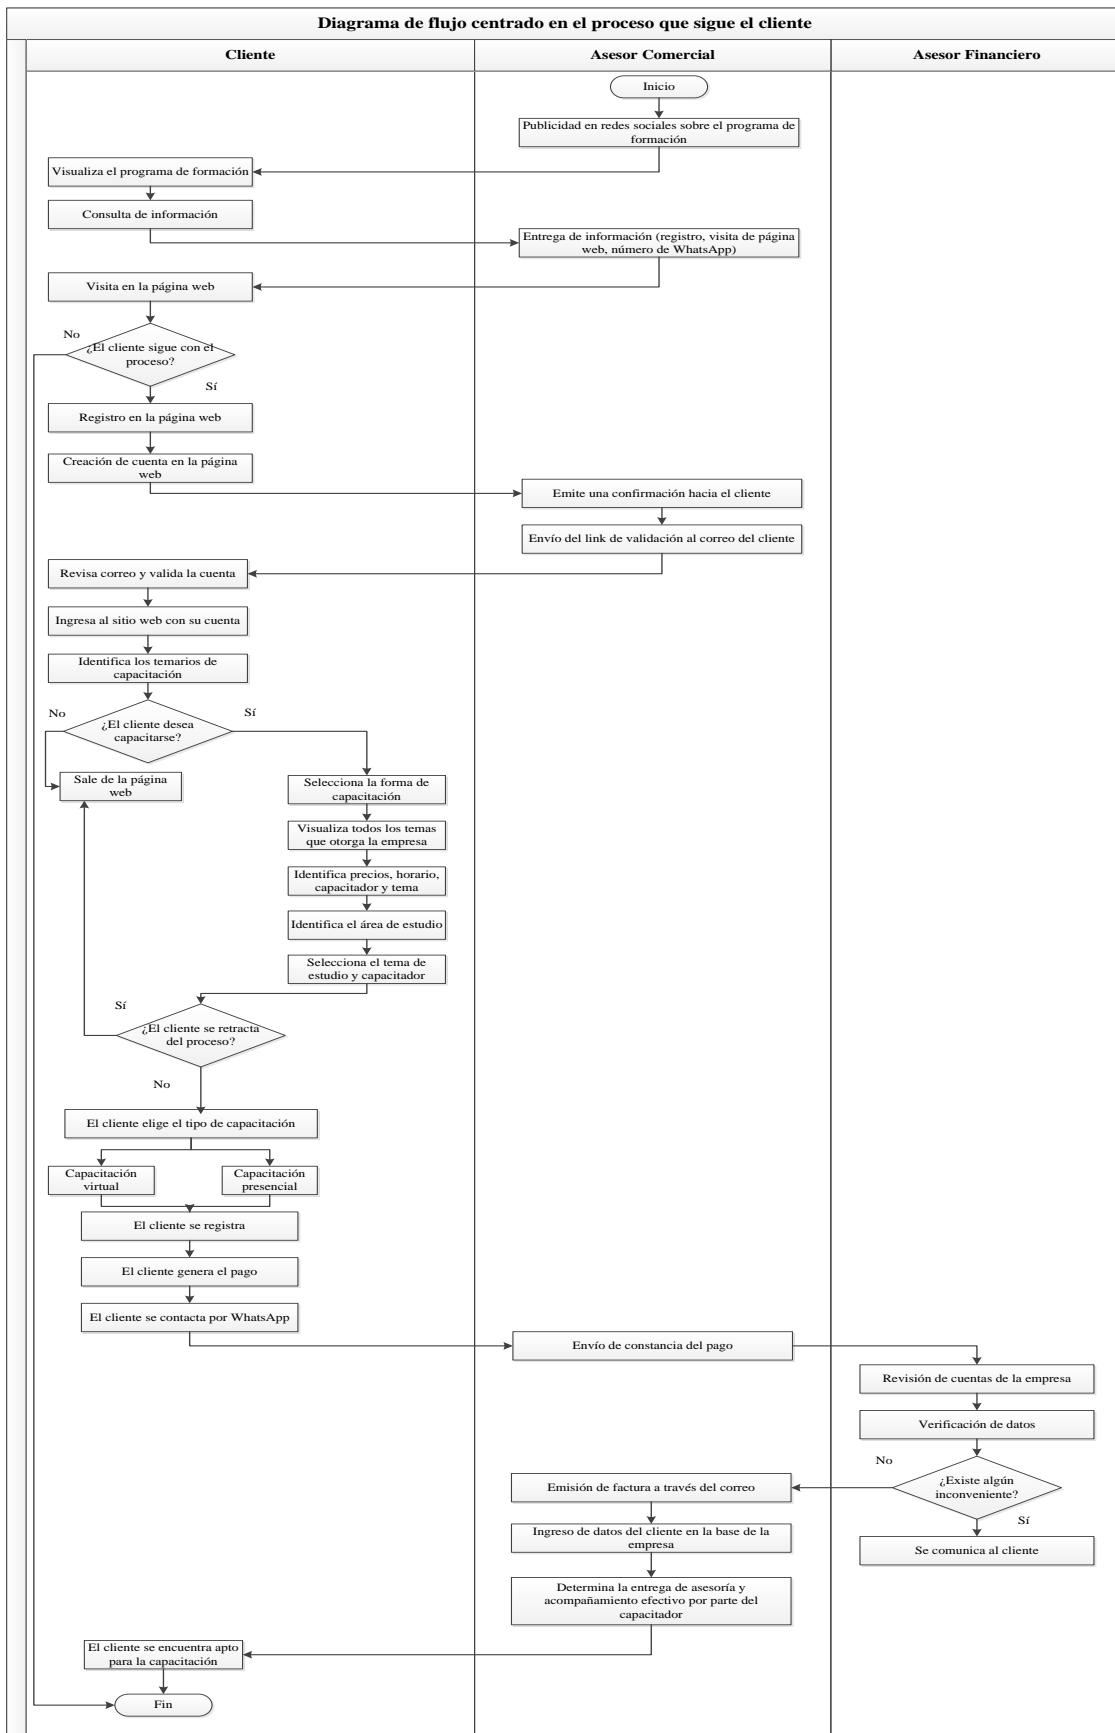 Diagrama de flujo centrado en el proceso que sigue el cliente
Cliente
Asesor Comercial
Asesor Financiero
Inicio
Publicidad en redes sociales sobre el programa de
formación
Visualiza el programa de formación
Consulta de información
Entrega de información (registro, visita de página
web, número de WhatsApp)
Visita en la página web
No
¿El cliente sigue con el
proceso?
Sí
Registro en la página web
Creación de cuenta en la página
web
Emite una confirmación hacia el cliente
Envío del link de validación al correo del cliente
Revisa correo y valida la cuenta
Ingresa al sitio web con su cuenta
Identifica los temarios de
capacitación
No
¿El cliente desea
capacitarse?
Sí
Sale de la página
web
Selecciona la forma de
capacitación
Visualiza todos los temas
que otorga la empresa
Identifica precios, horario,
capacitador y tema
Identifica el área de estudio
Selecciona el tema de
estudio y capacitador
Sí
¿El cliente se retracta
del proceso?
No
El cliente elige el tipo de capacitación
Capacitación
virtual
Capacitación
presencial
El cliente se registra
El cliente genera el pago
El cliente se contacta por WhatsApp
Envío de constancia del pago
Revisión de cuentas de la empresa
Verificación de datos
No
¿Existe algún
inconveniente?
Sí
Se comunica al cliente
Emisión de factura a través del correo
Ingreso de datos del cliente en la base de la
empresa
Determina la entrega de asesoría y
acompañamiento efectivo por parte del
capacitador
El cliente se encuentra apto
para la capacitación
Fin